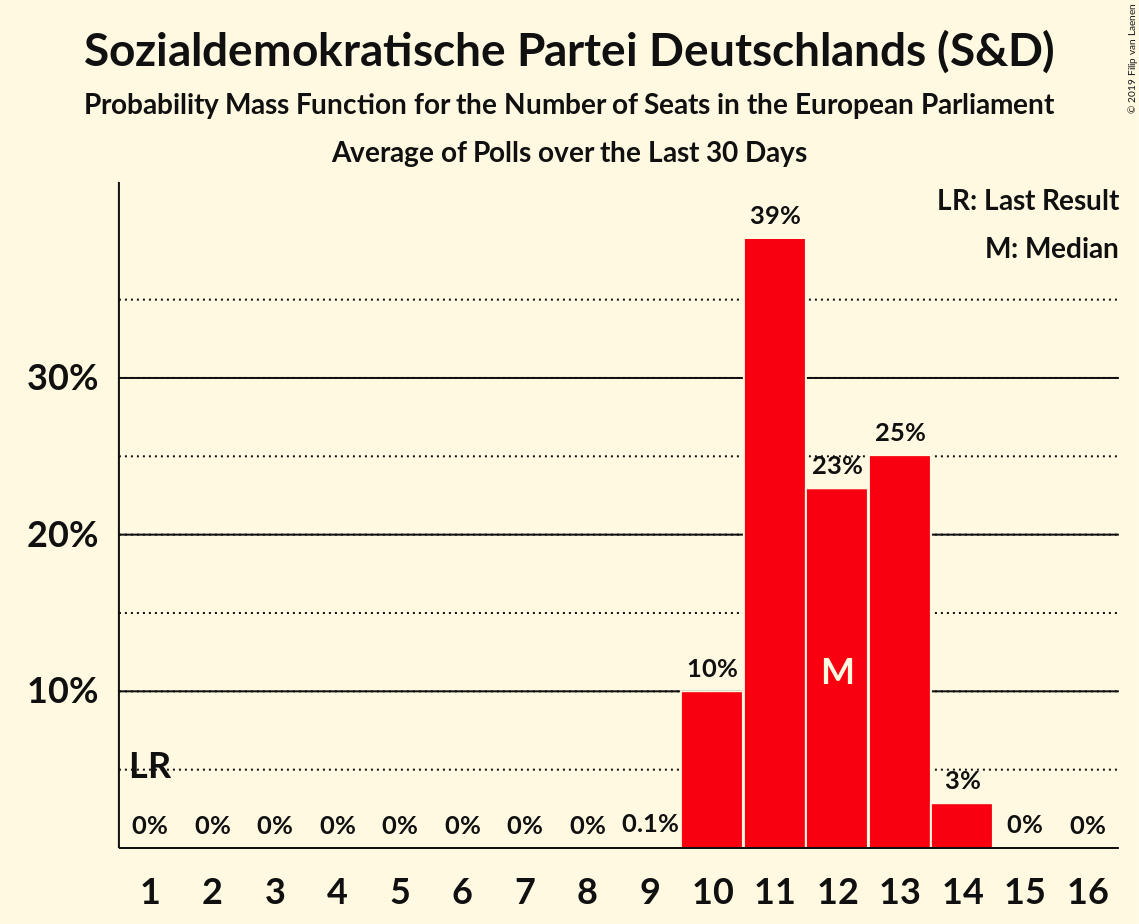 Sozialdemokratische Partei Deutschlands (S&D)
Probability Mass Function for the Number of Seats in the European Parliament
Average of Polls over the Last 30 Days
© 2019 Filip van Laenen
LR: Last Result
M: Median
39%
30%
25%
23%
20%
10%
M
10%
LR
3%
0% 0% 0% 0% 0% 0% 0% 0% 0.1% 0% 0%
1 2 3 4 5 6 7 8 9 10 11 12 13 14 15 16